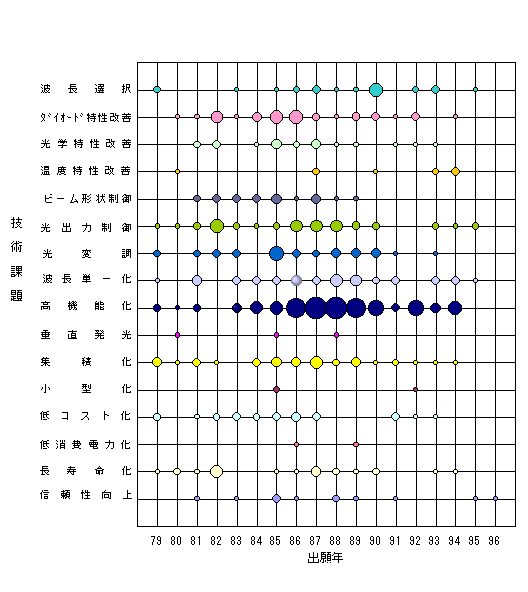 波長選択
ﾀﾞｲｵｰﾄﾞ特性改善
光学特性改善
温度特性改善
ビーム形状制御
光出力制御
光変調
波長単一化
高機能化
垂直発光
集積化
小型化
低コスト化
低消費電力化
長寿命化
信頼性向上
技術課題
79 80 81 82 83 84 85 86 87 88 89 90 91 92 93 94 95 96
出願年